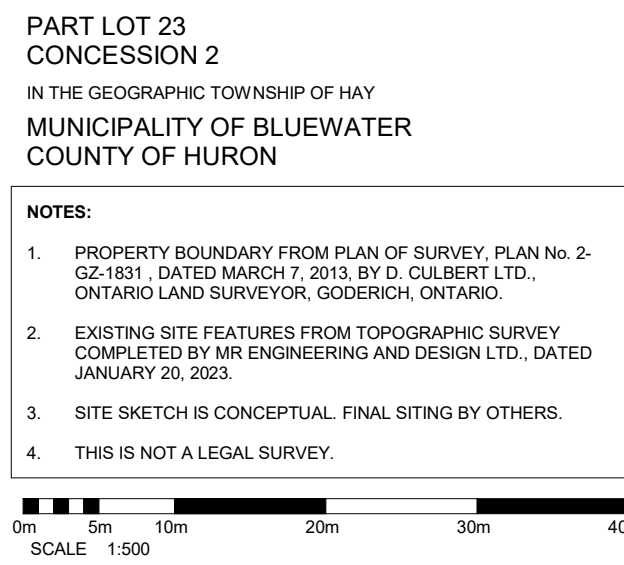 PART LOT 23
CONCESSION 2
IN THE GEOGRAPHIC TOWNSHIP OF HAY
MUNICIPALITY OF BLUEWATER
COUNTY OF HURON
NOTES:
1. PROPERTY BOUNDARY FROM PLAN OF SURVEY, PLAN No. 2-
GZ-1831 , DATED MARCH 7, 2013, BY D. CULBERT LTD.,
ONTARIO LAND SURVEYOR, GODERICH, ONTARIO.
2. EXISTING SITE FEATURES FROM TOPOGRAPHIC SURVEY
COMPLETED BY MR ENGINEERING AND DESIGN LTD., DATED
JANUARY 20, 2023.
3. SITE SKETCH IS CONCEPTUAL. FINAL SITING BY OTHERS.
4. THIS IS NOT A LEGAL SURVEY.
0m 5m 10m 20m 30m 40
SCALE 1:500